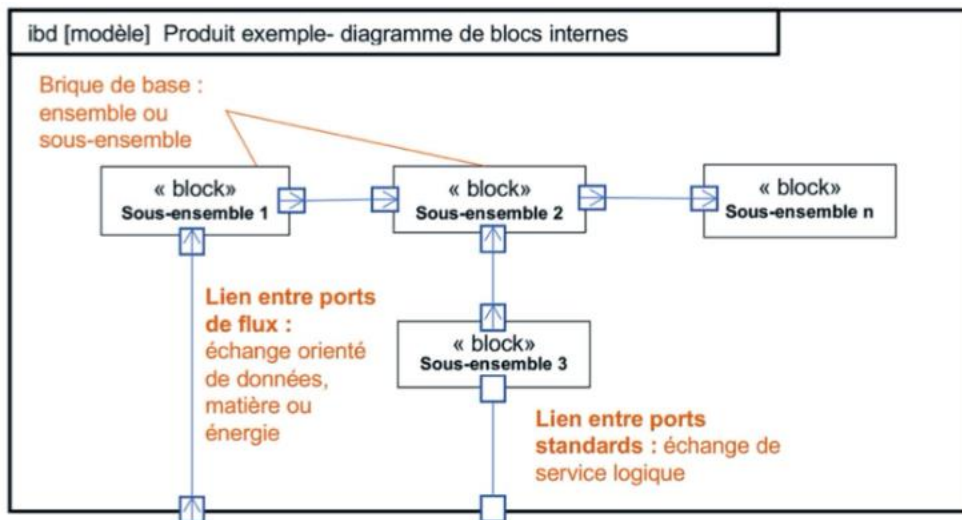 ibd [modèle] Produit exemple- diagramme de blocs internes
Brique de base :
ensemble ou
sous-ensemble
« block»
Sous-ensemble 1
« block»
Sous-ensemble 2
« block»
Sous-ensemble n
Lien entre ports
de flux :
échange orienté
de données,
matière ou
énergie
« block»
Sous-ensemble 3
Lien entre ports
standards : échange de
service logique